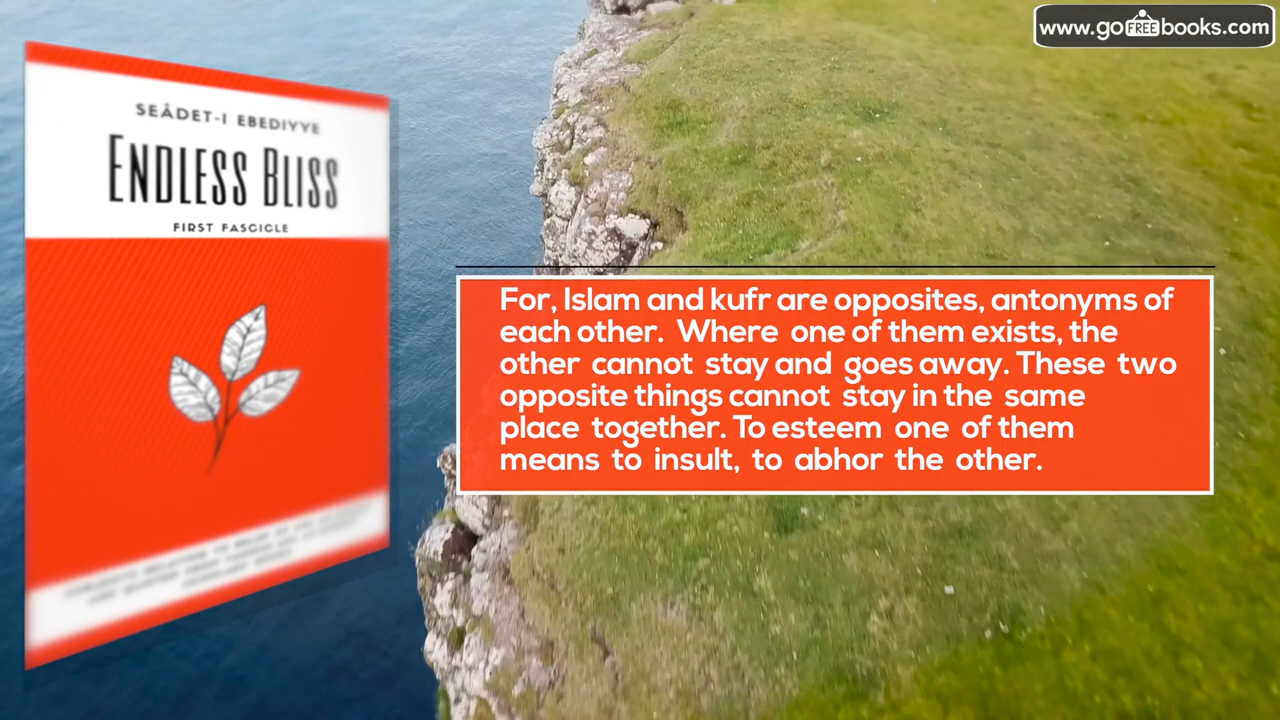 www.goFREEbooks.com
SEÂDET-I EBEDIYYE
ENDLESS BLISS
FIRST FASCICLE
For, Islam and kufr are opposites, antonyms of
each other. Where one of them exists, the
other cannot stay and goes away. These two
opposite things cannot stay in the same
place together. To esteem one of them
means to insult, to abhor the other.